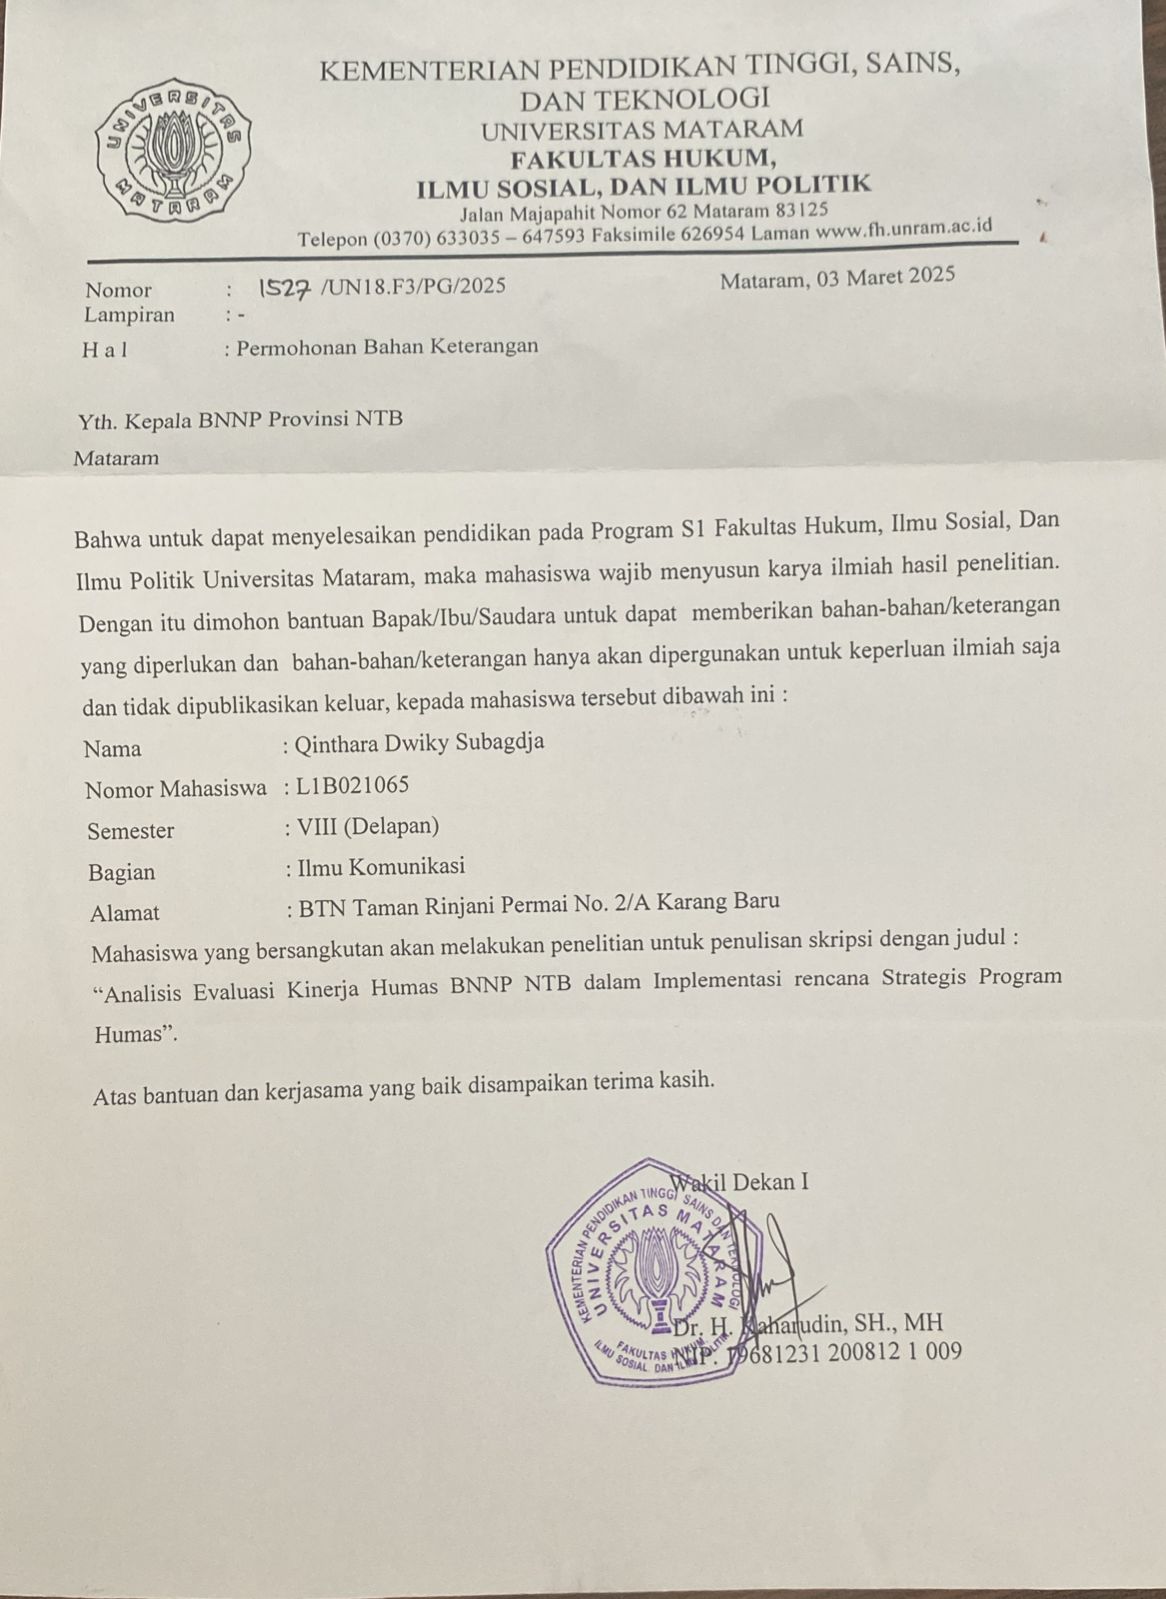 UNIVERSITAS
MATARAM
KEMENTERIAN PENDIDIKAN TINGGI, SAINS,
DAN TEKNOLOGI
UNIVERSITAS MATARAM
FAKULTAS HUKUM,
ILMU SOSIAL, DAN ILMU POLITIK
Jalan Majapahit Nomor 62 Mataram 83125
Telepon (0370) 633035 – 647593 Faksimile 626954 Laman www.fh.unram.ac.id
Nomor : 1527 /UN18.F3/PG/2025 Mataram, 03 Maret 2025
Lampiran : -
H a l : Permohonan Bahan Keterangan
Yth. Kepala BNNP Provinsi NTB
Mataram
Bahwa untuk dapat menyelesaikan pendidikan pada Program S1 Fakultas Hukum, Ilmu Sosial, Dan
Ilmu Politik Universitas Mataram, maka mahasiswa wajib menyusun karya ilmiah hasil penelitian.
Dengan itu dimohon bantuan Bapak/Ibu/Saudara untuk dapat memberikan bahan-bahan/keterangan
yang diperlukan dan bahan-bahan/keterangan hanya akan dipergunakan untuk keperluan ilmiah saja
dan tidak dipublikasikan keluar, kepada mahasiswa tersebut dibawah ini :
Nama : Qinthara Dwiky Subagdja
Nomor Mahasiswa : L1B021065
Semester : VIII (Delapan)
Bagian : Ilmu Komunikasi
Alamat : BTN Taman Rinjani Permai No. 2/A Karang Baru
Mahasiswa yang bersangkutan akan melakukan penelitian untuk penulisan skripsi dengan judul :
“Analisis Evaluasi Kinerja Humas BNNP NTB dalam Implementasi rencana Strategis Program
Humas”.
Atas bantuan dan kerjasama yang baik disampaikan terima kasih.
Wakil Dekan I
KEMENTERIAN PENDIDIKAN TINGGI SAINS DAN TEKNOLOGI
UNIVERSITAS MATARAM
FAKULTAS HUKUM,
ILMU SOSIAL DAN ILMU POLITIK
Dr. H. Kaharudin, SH., MH
NIP. 19681231 200812 1 009